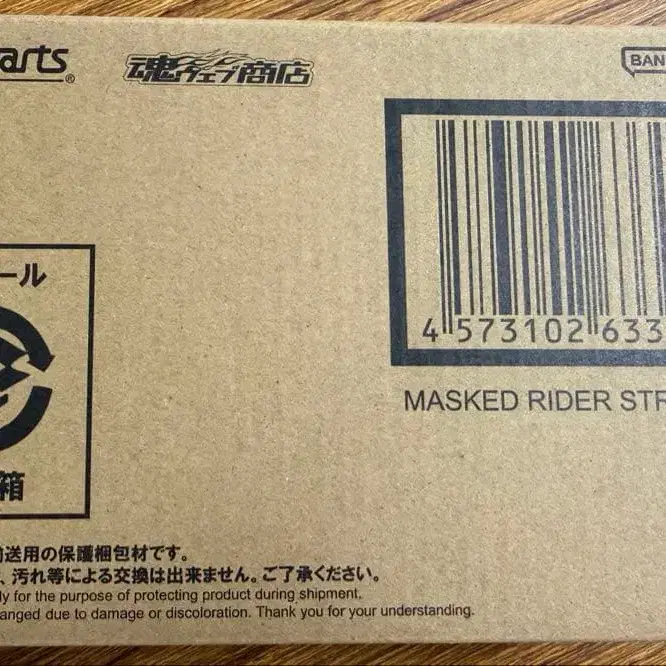 arts®
魂ウェブ商店
BAN
ール
箱
4 573102 633
MASKED RIDER STR
送用の保護梱包材です。
、汚れ等による交換は出来ません。ご了承ください。
ly for the purpose of protecting product during shipment.
anged due to damage or discoloration. Thank you for your understanding.